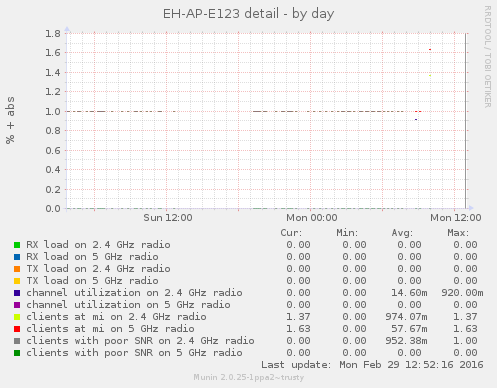 EH-AP-E123 detail - by day
RRDTOOL / TOBI OETIKER
% + abs
1.8
1.6
1.4
1.2
1.0
0.8
0.6
0.4
0.2
0.0
Sun 12:00 Mon 00:00 Mon 12:00
Cur: Min: Avg: Max:
RX load on 2.4 GHz radio 0.00 0.00 0.00 0.00
RX load on 5 GHz radio 0.00 0.00 0.00 0.00
TX load on 2.4 GHz radio 0.00 0.00 0.00 0.00
TX load on 5 GHz radio 0.00 0.00 0.00 0.00
channel utilization on 2.4 GHz radio 0.00 0.00 14.60m 920.00m
channel utilization on 5 GHz radio 0.00 0.00 0.00 0.00
clients at mi on 2.4 GHz radio 1.37 0.00 974.07m 1.37
clients at mi on 5 GHz radio 1.63 0.00 57.67m 1.63
clients with poor SNR on 2.4 GHz radio 0.00 0.00 952.38m 1.00
clients with poor SNR on 5 GHz radio 0.00 0.00 0.00 0.00
Last update: Mon Feb 29 12:52:16 2016
Munin 2.0.25-1ppa2~trusty